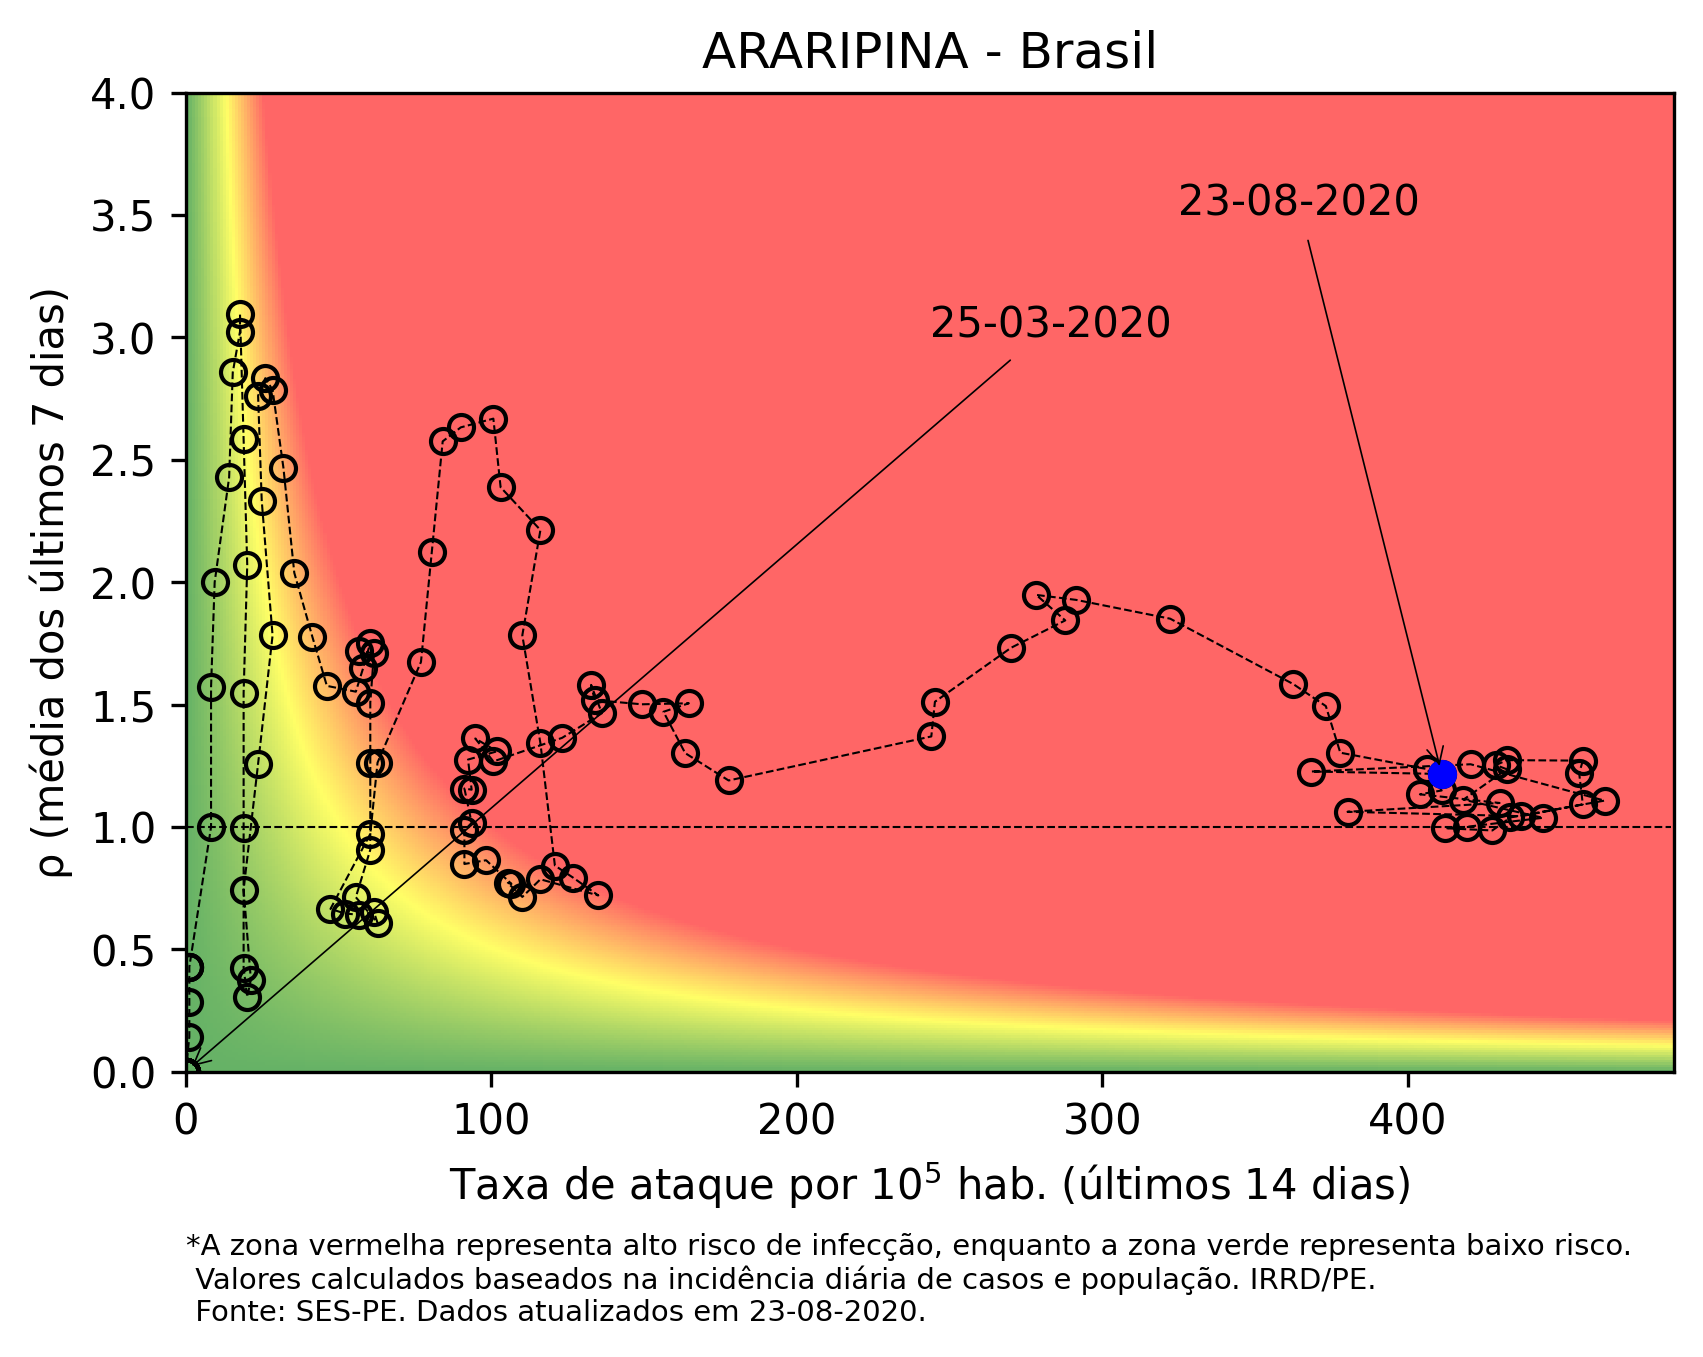 ARARIPINA - Brasil
4.0
3.5
3.0
2.5
2.0
1.5
1.0
0.5
0.0
ρ (média dos últimos 7 dias)
23-08-2020
25-03-2020
0 100 200 300 400
Taxa de ataque por 10⁵ hab. (últimos 14 dias)
*A zona vermelha representa alto risco de infecção, enquanto a zona verde representa baixo risco.
Valores calculados baseados na incidência diária de casos e população. IRRD/PE.
Fonte: SES-PE. Dados atualizados em 23-08-2020.